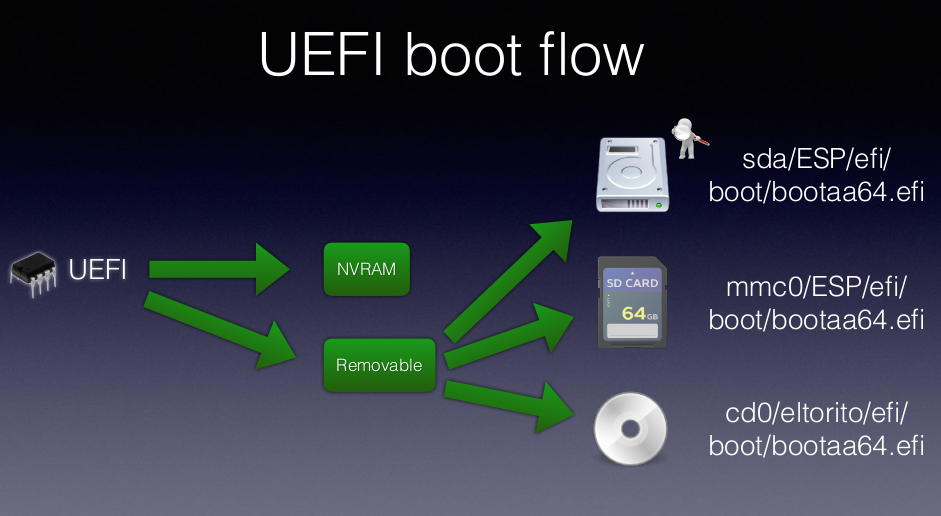 UEFI boot flow
sda/ESP/efi/
boot/bootaa64.efi
UEFI
NVRAM
SD CARD
64GB
mmc0/ESP/efi/
boot/bootaa64.efi
Removable
cd0/eltorito/efi/
boot/bootaa64.efi